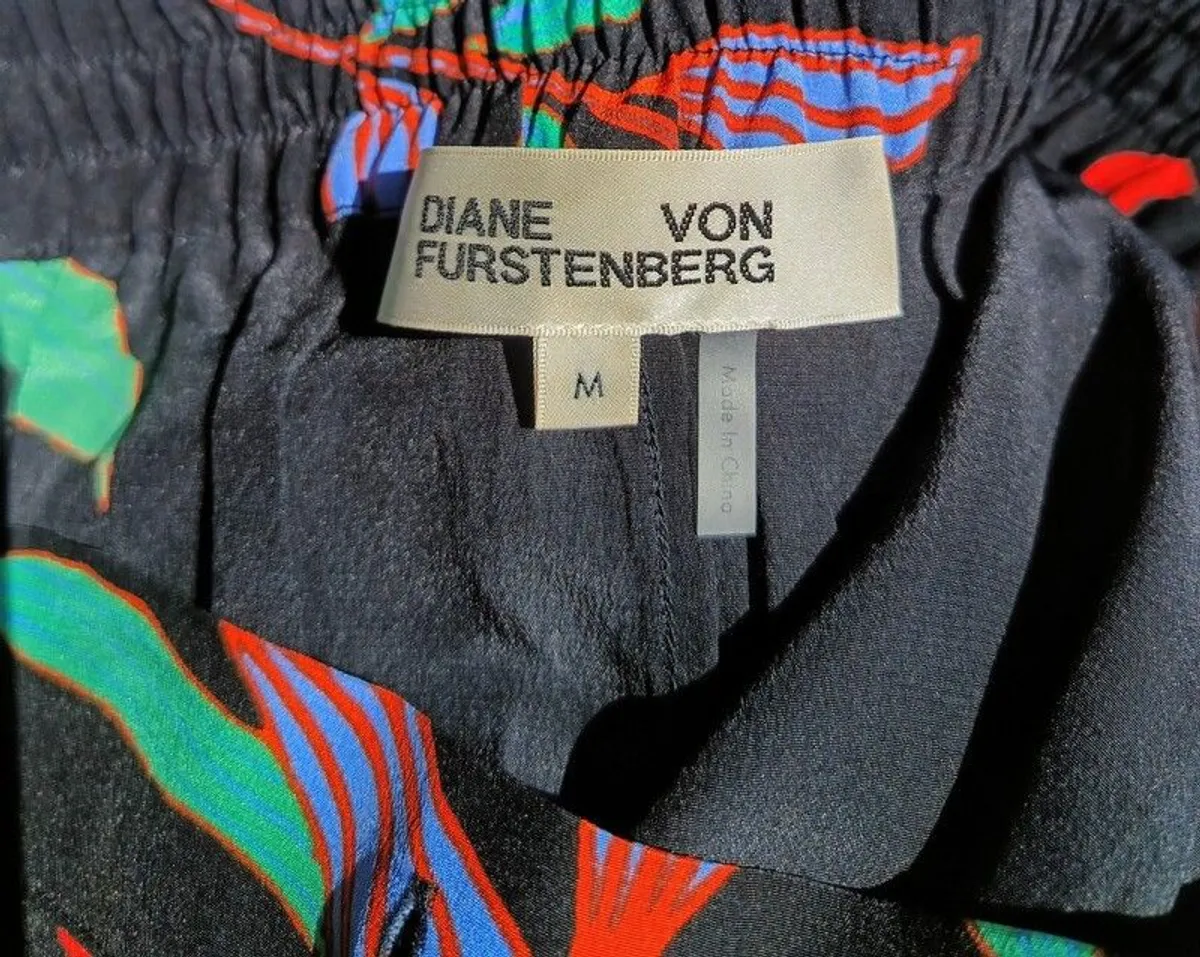 DIANE VON
FURSTENBERG
M
Made In China